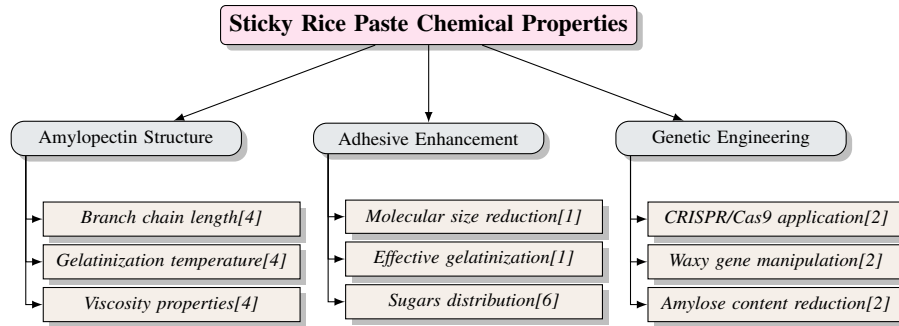 Sticky Rice Paste Chemical Properties
Amylopectin Structure
Branch chain length[4]
Gelatinization temperature[4]
Viscosity properties[4]
Adhesive Enhancement
Molecular size reduction[1]
Effective gelatinization[1]
Sugars distribution[6]
Genetic Engineering
CRISPR/Cas9 application[2]
Waxy gene manipulation[2]
Amylose content reduction[2]